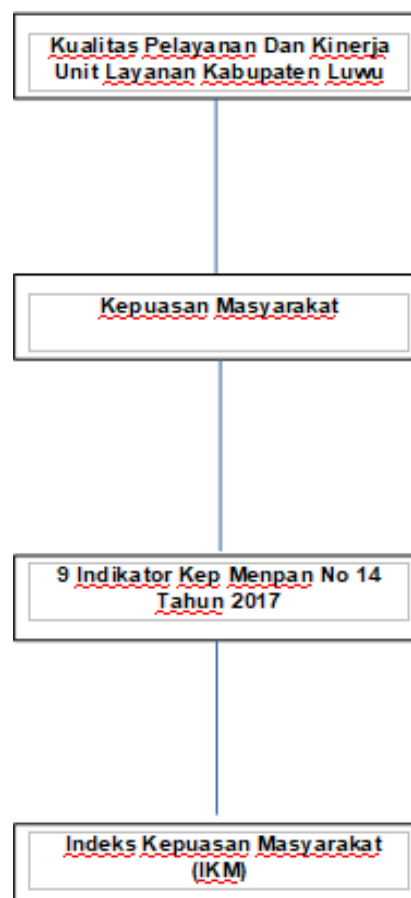 Kualitas Pelayanan Dan Kinerja
Unit Layanan Kabupaten Luwu
Kepuasan Masyarakat
9 Indikator Kep Menpan No 14
Tahun 2017
Indeks Kepuasan Masyarakat
(IKM)